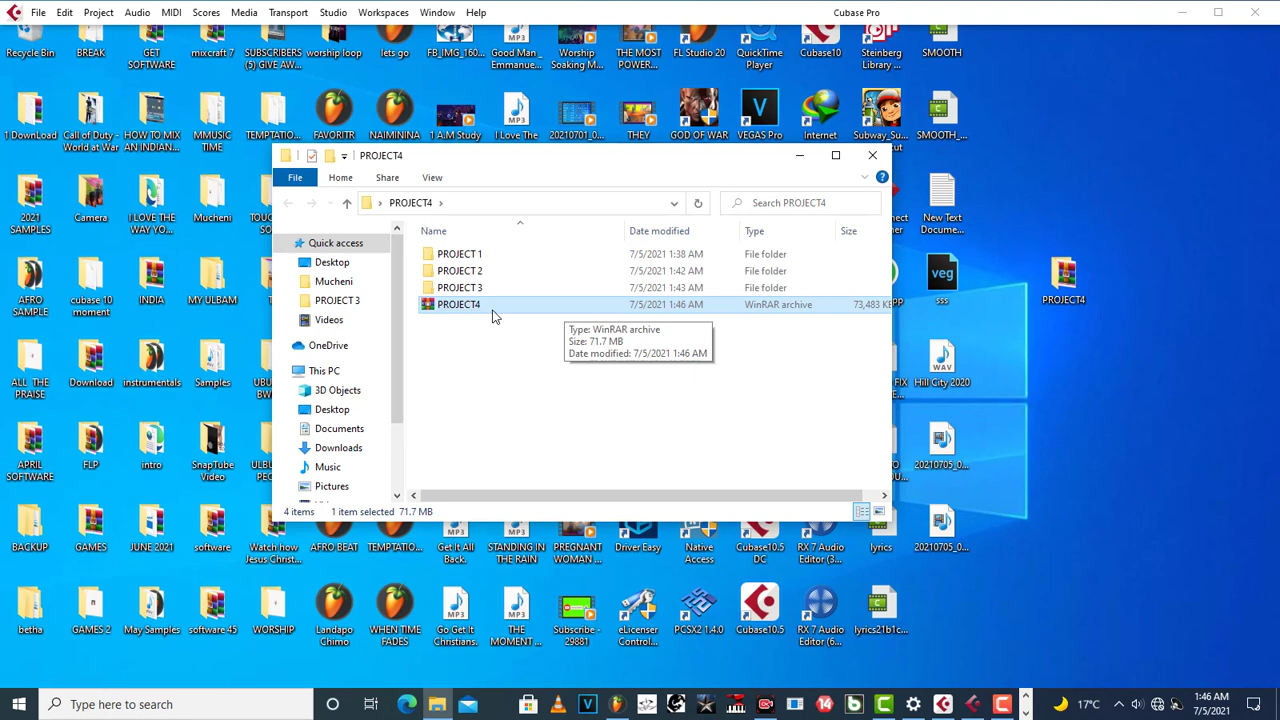 File Edit Project Audio MIDI Scores Media Transport Studio Workspaces Window Help
Cubase Pro
Recycle Bin
BREAK
GET
SOFTWARE
mixcraft 7
SUBSCRIBERS
(5) GIVE AW...
worship loop
lets go
FB_IMG_160...
Good Man_
Emmanue...
Worship
Soaking M...
THE MOST
POWER...
FL Studio 20
QuickTime
Player
Cubase10
Steinberg
Library ...
SMOOTH
1 DownLoad
Call of Duty -
World at War
HOW TO MIX
AN INDIAN...
MMUSIC
TIME
TEMPTATIO...
FAVORITR
NAIMININA
1 A.M Study
I Love The
20210701_0...
THEY
GOD OF WAR
VEGAS Pro
Internet
Subway_Su...
cut
SMOOTH_...
PROJECT4
File
Home
Share
View
PROJECT4
Search PROJECT4
Name
Date modified
Type
Size
PROJECT 1
7/5/2021 1:38 AM
File folder
PROJECT 2
7/5/2021 1:42 AM
File folder
PROJECT 3
7/5/2021 1:43 AM
File folder
PROJECT4
7/5/2021 1:46 AM
WinRAR archive
73,483 KB
Type: WinRAR archive
Size: 71.7 MB
Date modified: 7/5/2021 1:46 AM
Quick access
Desktop
Mucheni
PROJECT 3
Videos
OneDrive
This PC
3D Objects
Desktop
Documents
Downloads
Music
Pictures
4 items
1 item selected 71.7 MB
2021
SAMPLES
Camera
I LOVE THE
WAY YO...
Mucheni
New Text
Document...
AFRO
SAMPLE
cubase 10
moment
INDIA
MY ULBAM
veg
sss
PROJECT4
ALL THE
PRAISE
Download
instrumentals
Samples
WAV
Hill City 2020
APRIL
SOFTWARE
FLP
intro
SnapTube
Video
20210705_0...
BACKUP
GAMES
JUNE 2021
software
Watch how
Jesus Christ...
AFRO BEAT
TEMPTATIO...
Get It All
Back.
STANDING IN
THE RAIN
PREGNANT
WOMAN ...
Driver Easy
Native
Access
Cubase10.5
DC
RX 7 Audio
Editor (3...
lyrics
20210705_0...
betha
GAMES 2
May Samples
software 45
WORSHIP
Landapo
Chimo
WHEN TIME
FADES
Go Get It
Christians.
THE
MOMENT ...
Subscribe -
29881
eLicenser
Control...
PCSX2 1.4.0
Cubase10.5
RX 7 Audio
Editor (6...
lyrics21b1c...
Type here to search
17°C
1:46 AM
7/5/2021